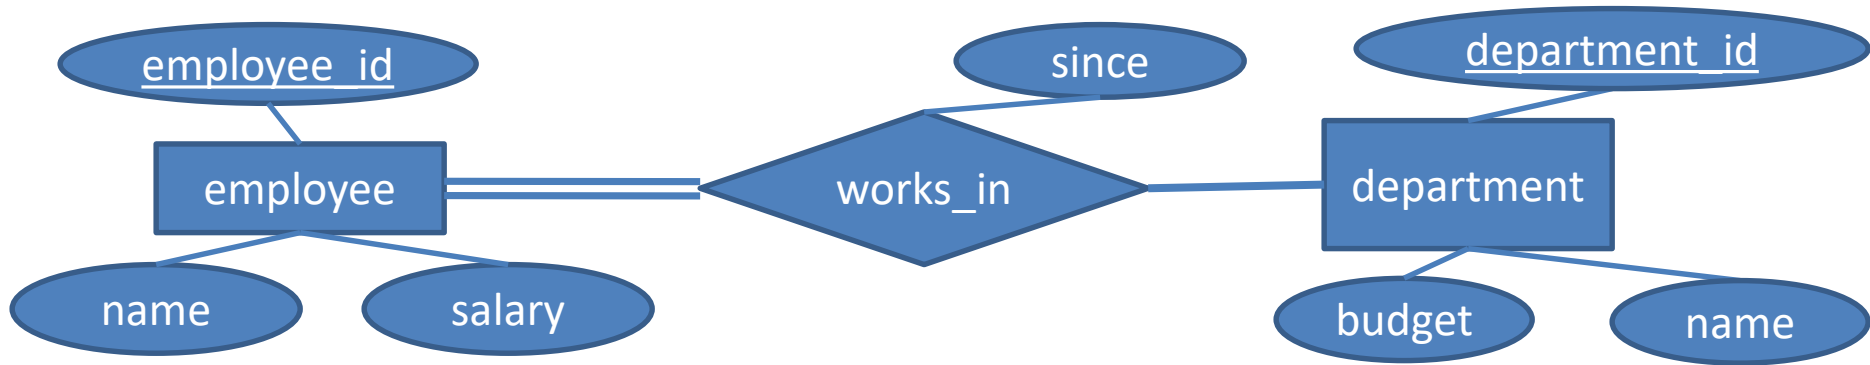 employee_id
since
department_id
employee
works_in
department
name
salary
budget
name